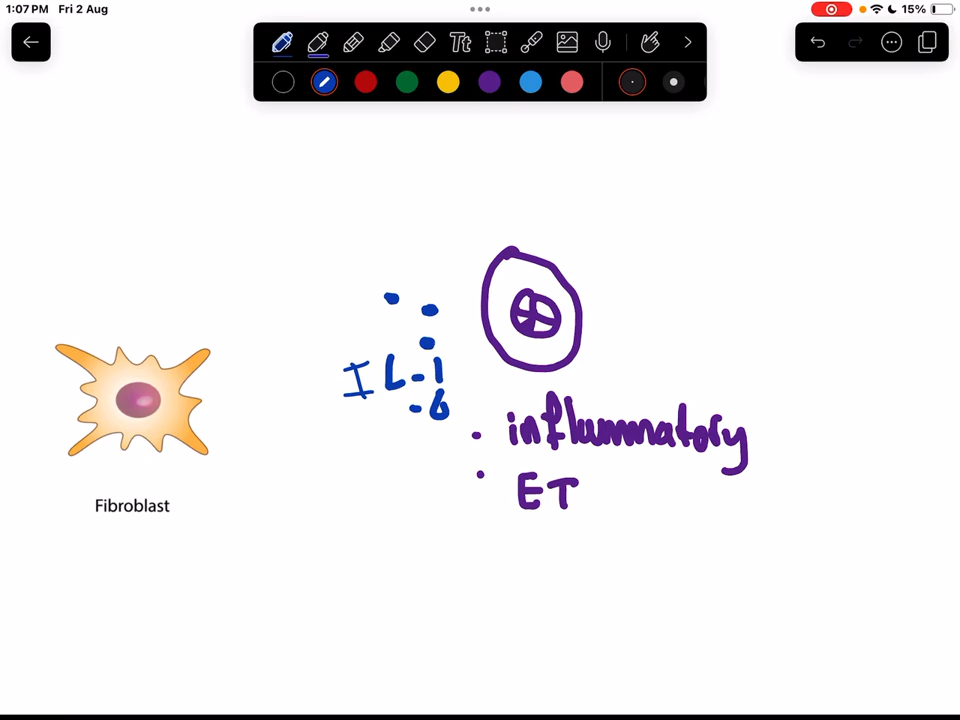 1:07 PM Fri 2 Aug
15%
Tt
IL-1
-6
• inflammatory
• ET
Fibroblast